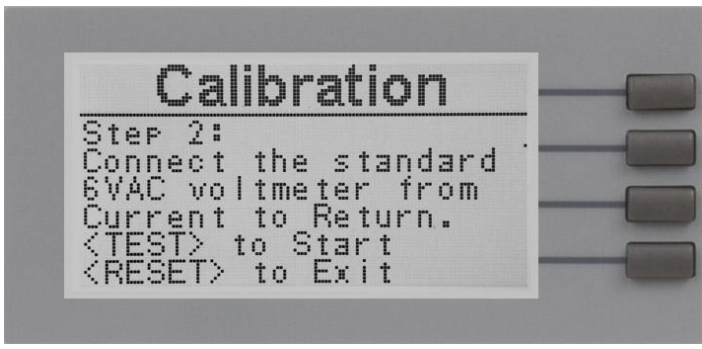 Calibration
Step 2:
Connect the standard
6VAC voltmeter from
Current to Return.
<TEST> to Start
<RESET> to Exit